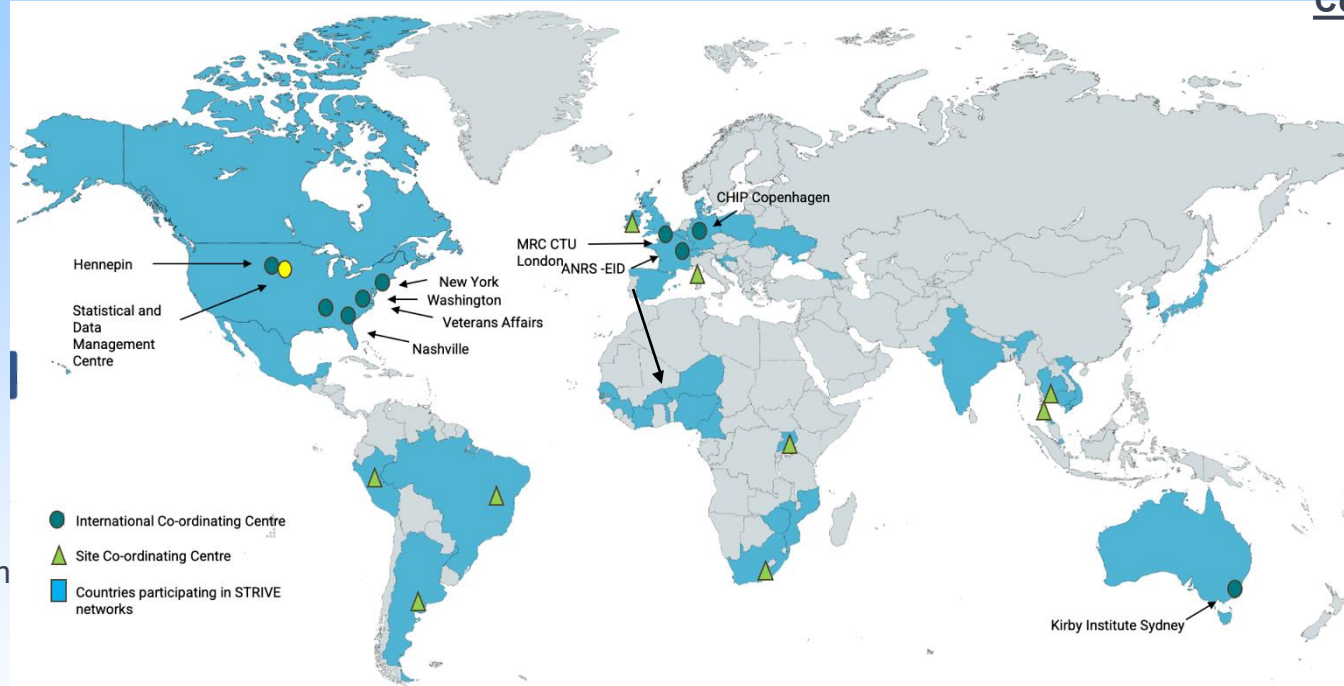 CHIP Copenhagen
MRC CTU
London
ANRS -EID
Hennepin
New York
Washington
Veterans Affairs
Nashville
Statistical and
Data
Management
Centre
International Co-ordinating Centre
Site Co-ordinating Centre
Countries participating in STRIVE
networks
Kirby Institute Sydney